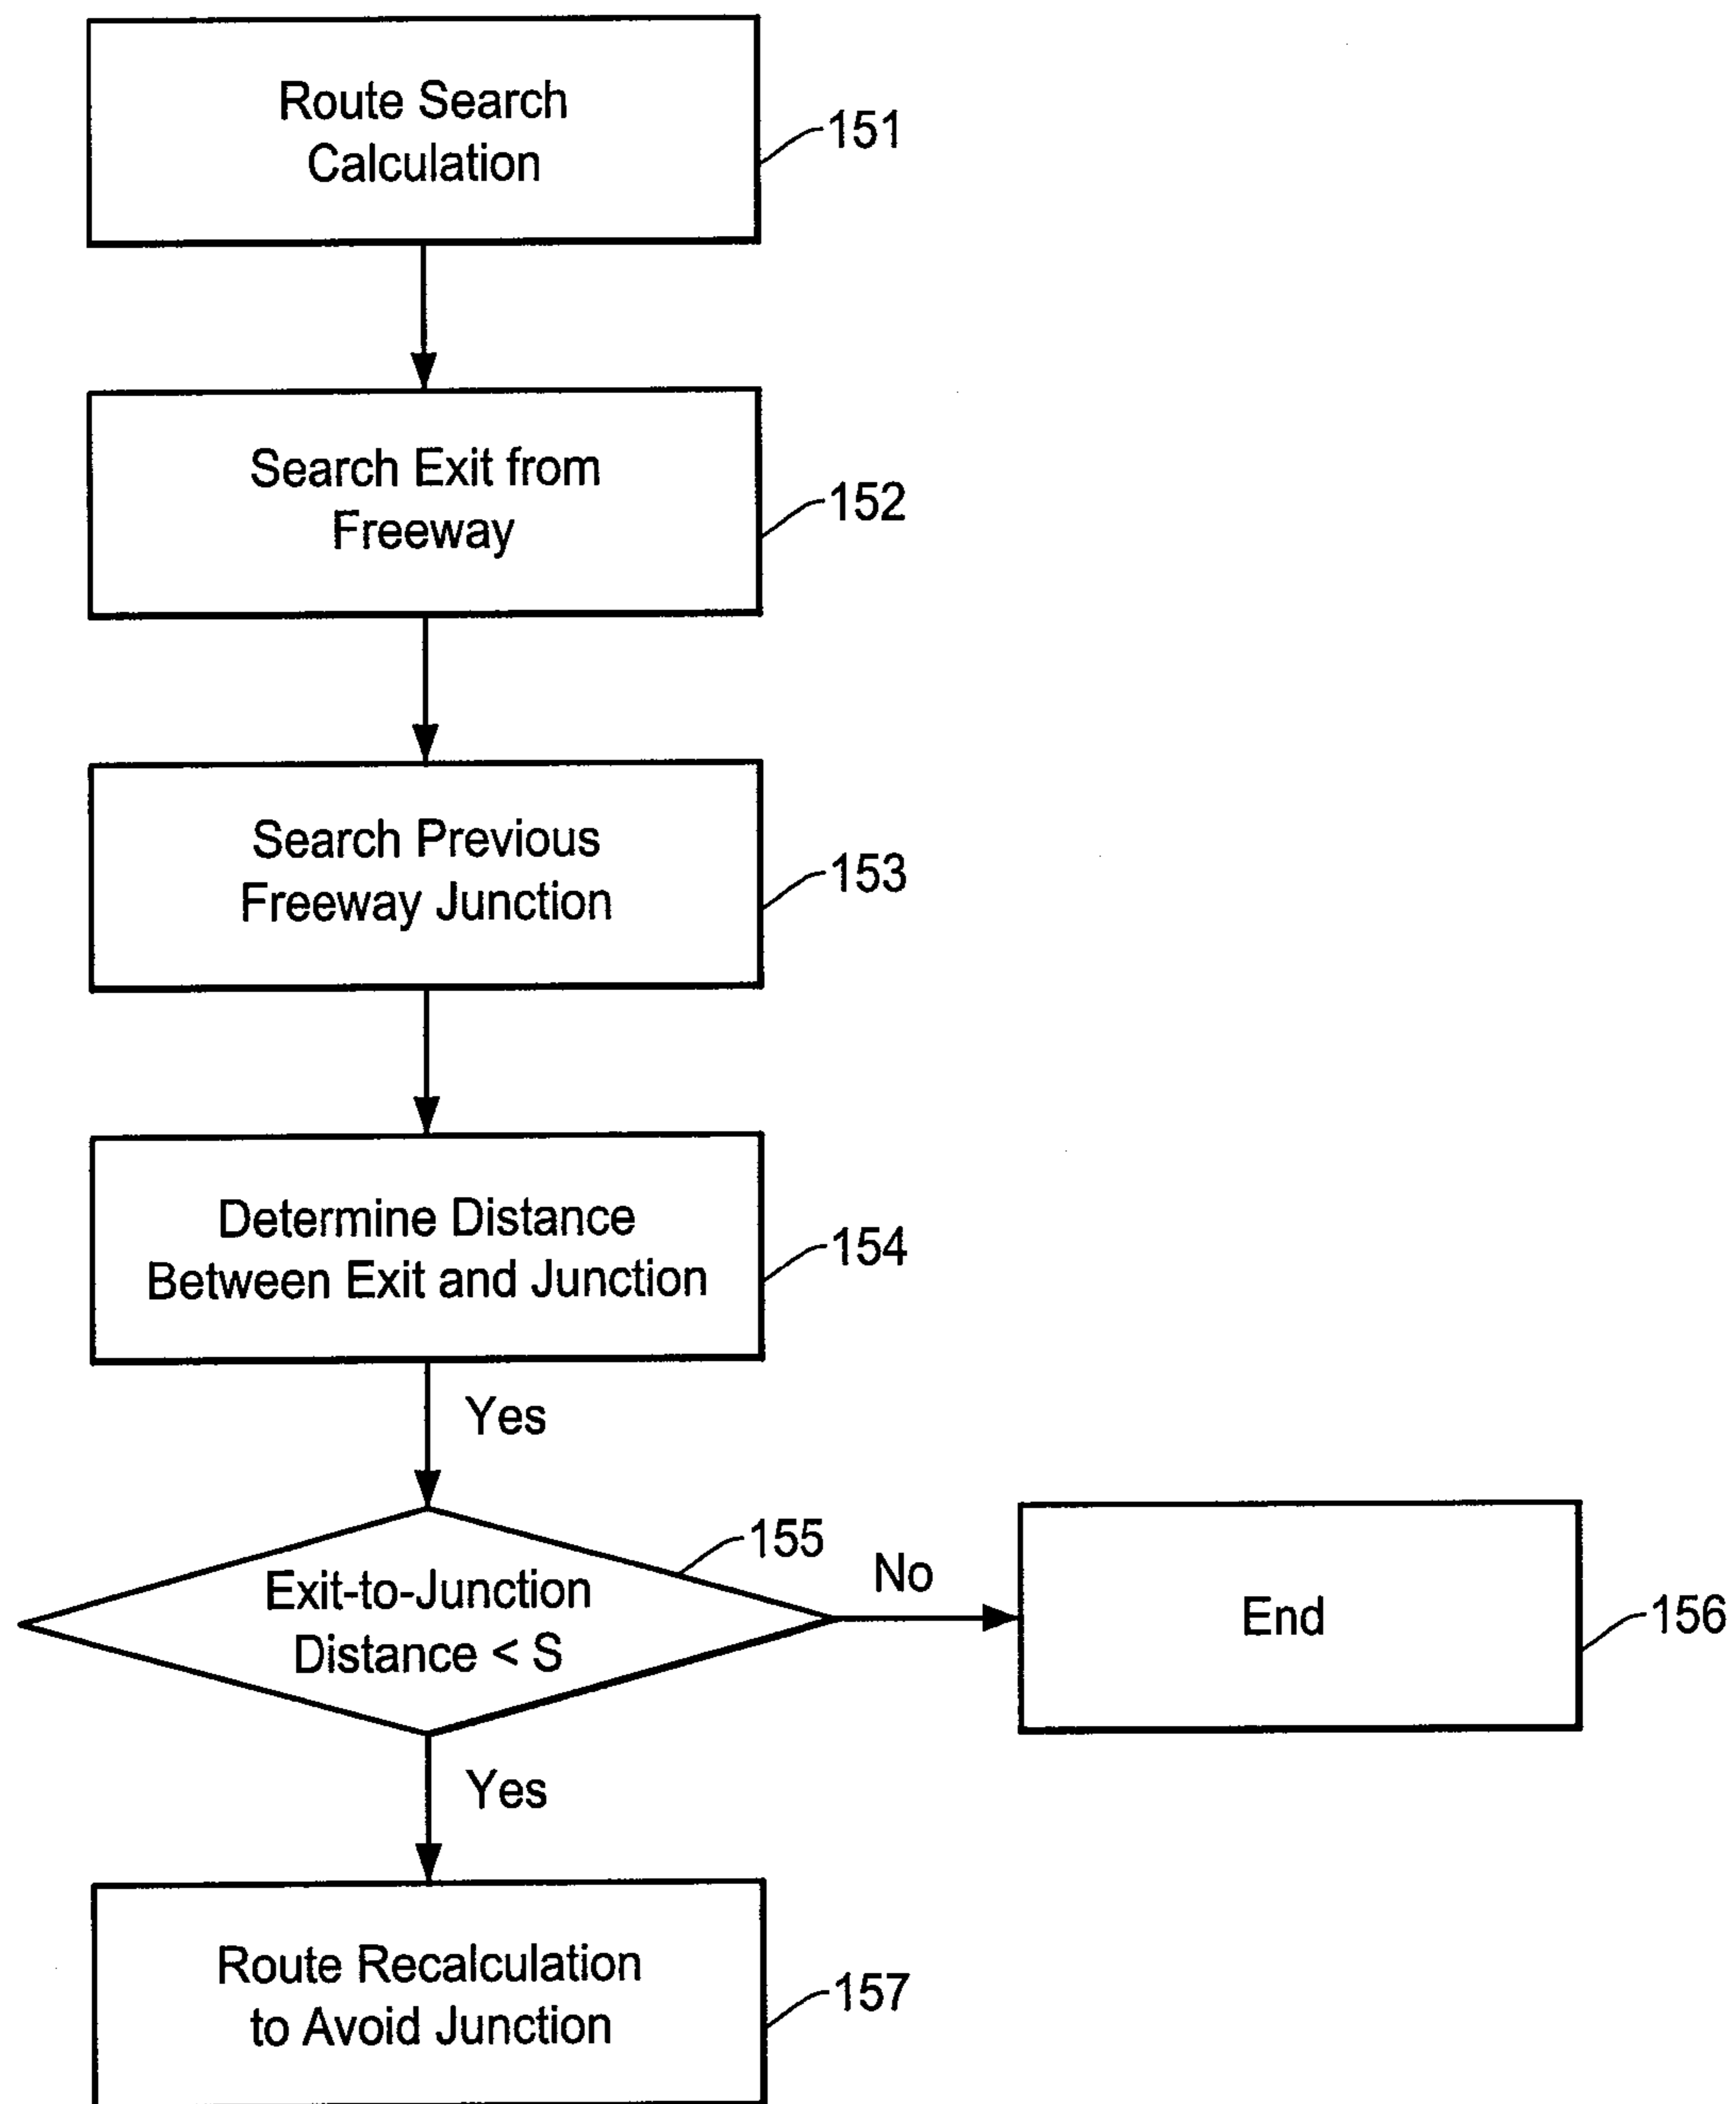 Route Search
Calculation
151
Search Exit from
Freeway
152
Search Previous
Freeway Junction
153
Determine Distance
Between Exit and Junction
154
Yes
155
Exit-to-Junction
Distance < S
No
End
156
Yes
Route Recalculation
to Avoid Junction
157